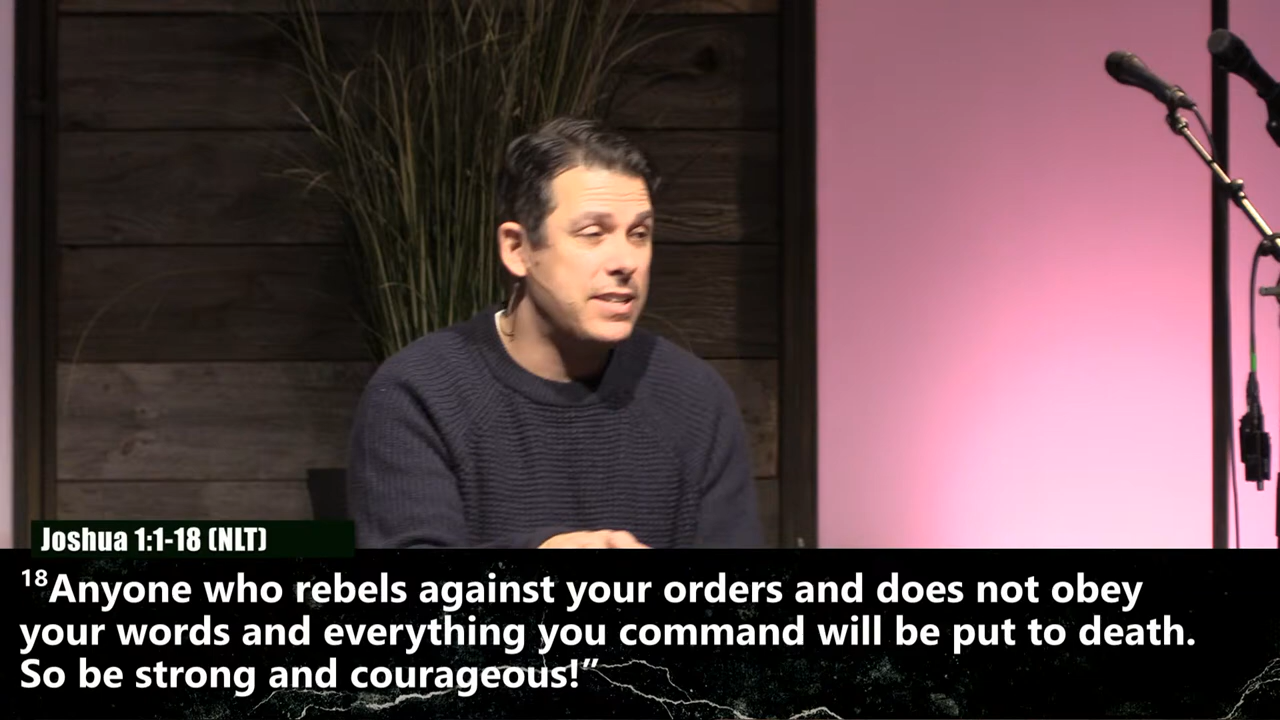 Joshua 1:1-18 (NLT)
¹⁸Anyone who rebels against your orders and does not obey
your words and everything you command will be put to death.
So be strong and courageous!”